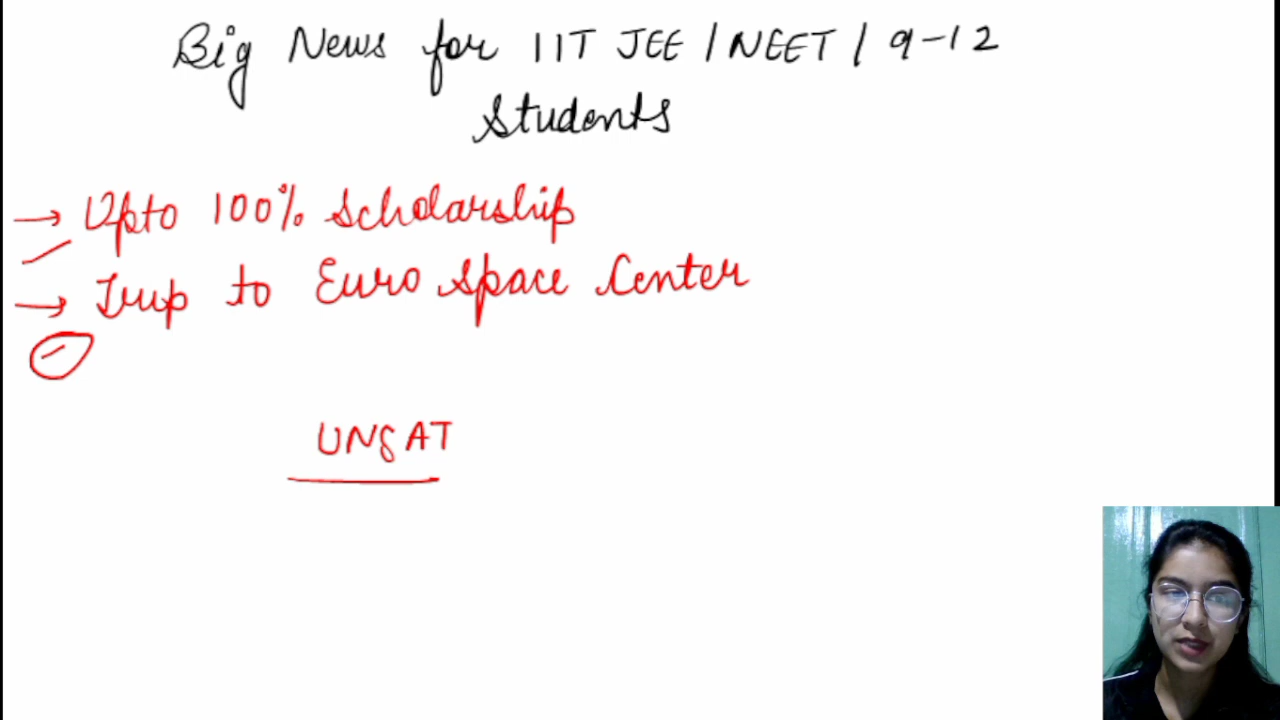 Big News for IIT JEE / NEET / 9-12
Students
→ Upto 100% Scholarship
→ Trip to Euro Space Center
UNSAT